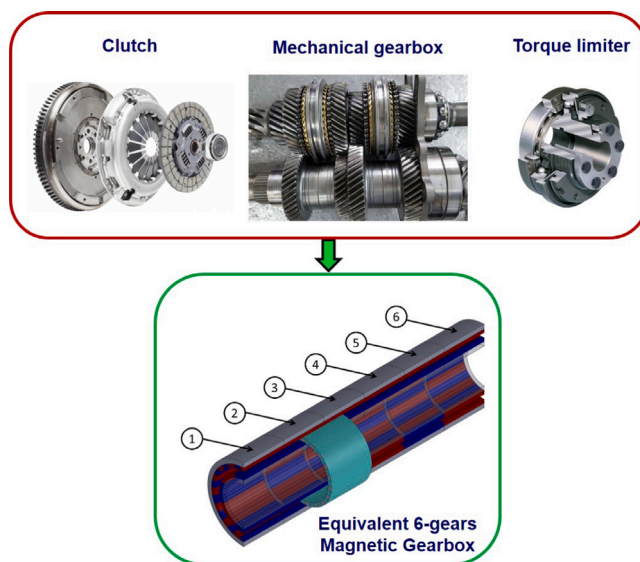 Clutch
Mechanical gearbox
Torque limiter
6
5
4
3
2
1
Equivalent 6-gears
Magnetic Gearbox